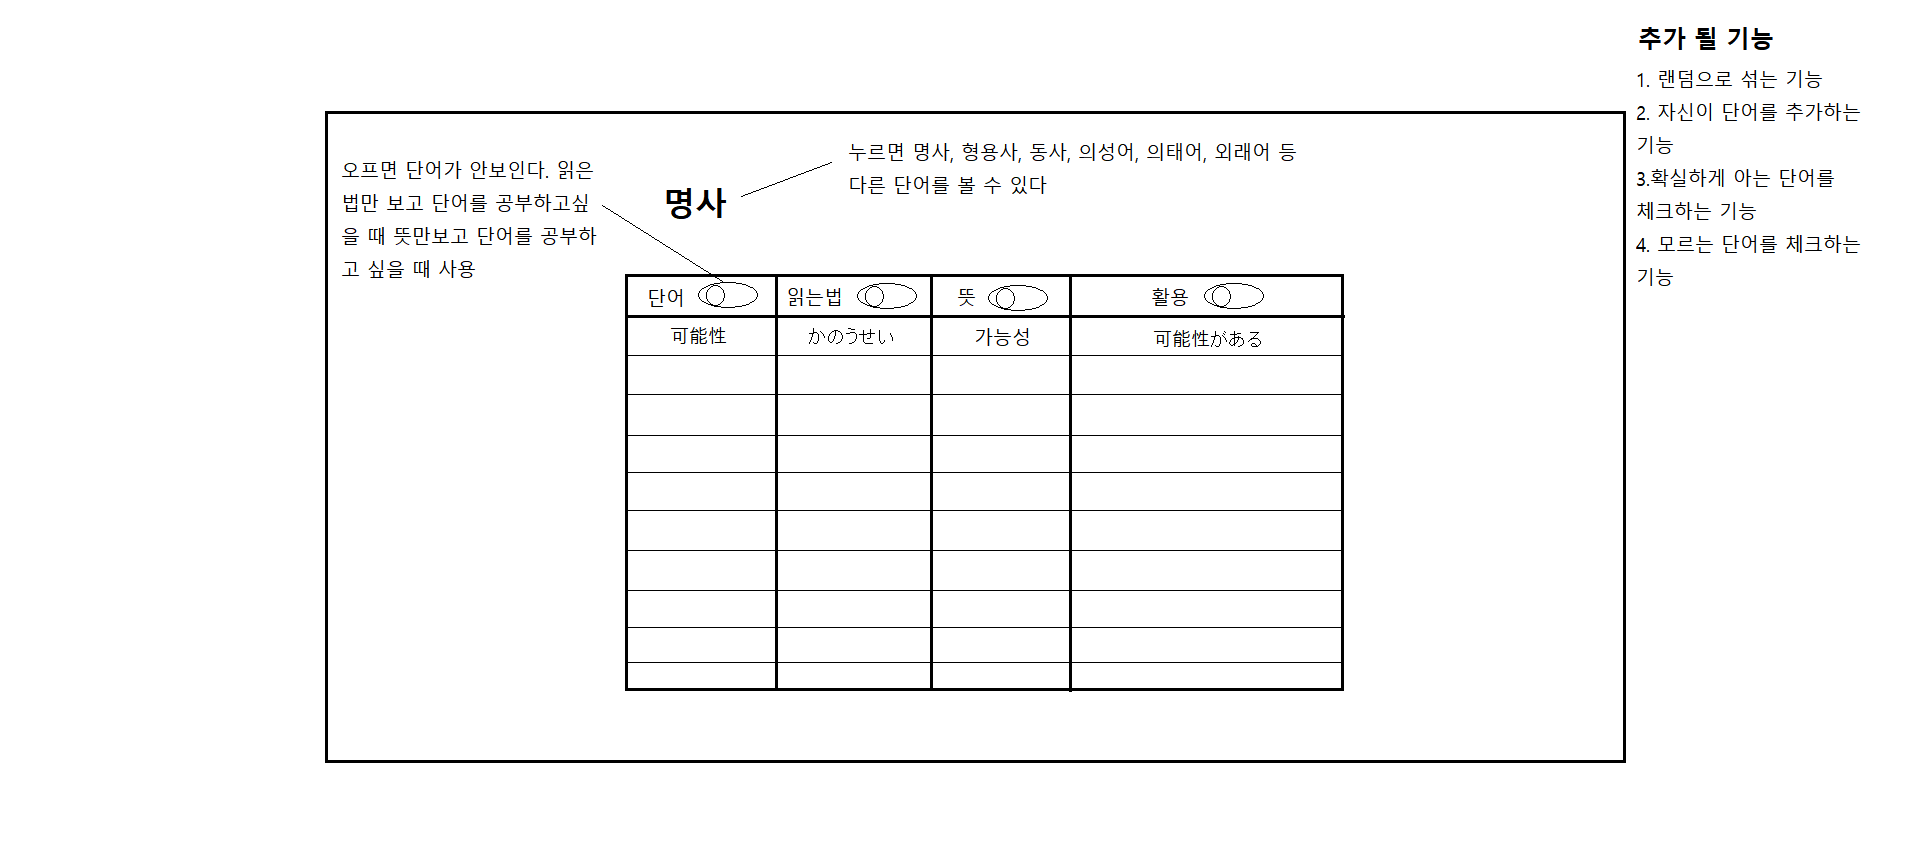 추가 될 기능
1. 랜덤으로 섞는 기능
2. 자신이 단어를 추가하는
기능
3.확실하게 아는 단어를
체크하는 기능
4. 모르는 단어를 체크하는
기능
누르면 명사, 형용사, 동사, 의성어, 의태어, 외래어 등
다른 단어를 볼 수 있다
오프면 단어가 안보인다. 읽은
법만 보고 단어를 공부하고싶
을 때 뜻만보고 단어를 공부하
고 싶을 때 사용
명사
단어 읽는법 뜻 활용
可能性 かのうせい 가능성 可能性がある